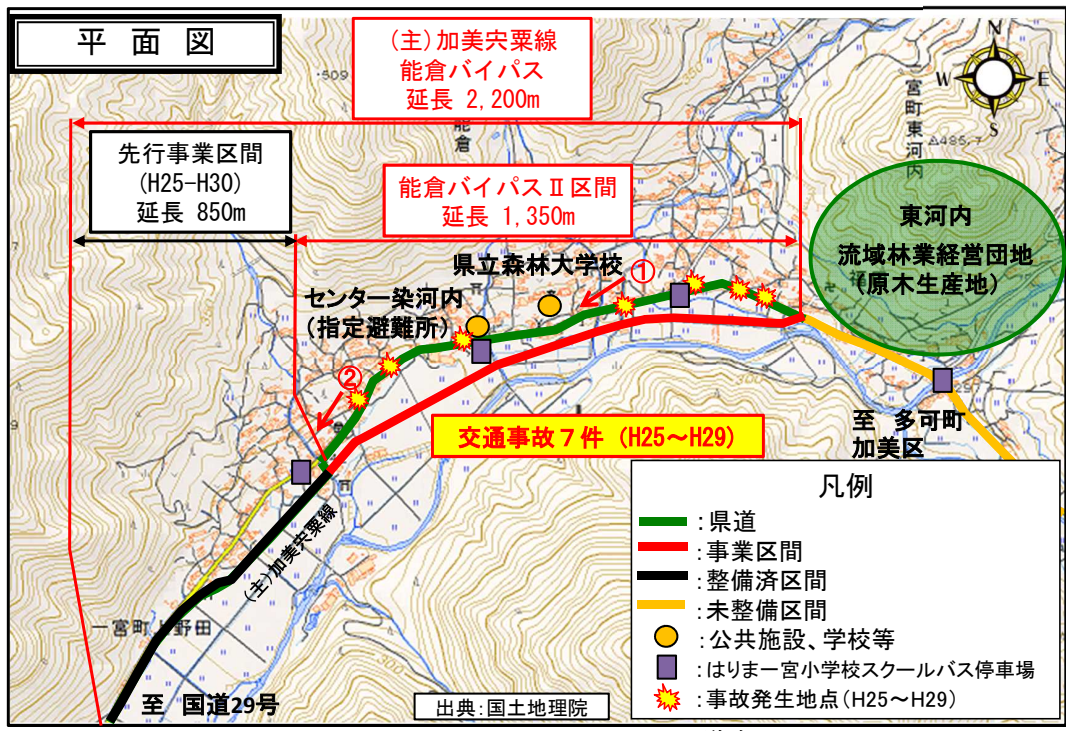 平面図
(主)加美宍粟線
能倉バイパス
延長 2,200m
N
W
E
S
先行事業区間
(H25-H30)
延長 850m
能倉バイパスⅡ区間
延長 1,350m
509
能倉
一宮町東河内
485.7
東河内
流域林業経営団地
(原木生産地)
県立森林大学校
①
センター染河内
(指定避難所)
②
300
交通事故7件 (H25~H29)
至 多可町
加美区
(主)加美宍粟線
一宮町上野田
至 国道29号
出典:国土地理院
凡例
:県道
:事業区間
:整備済区間
:未整備区間
:公共施設、学校等
:はりま一宮小学校スクールバス停車場
:事故発生地点(H25~H29)